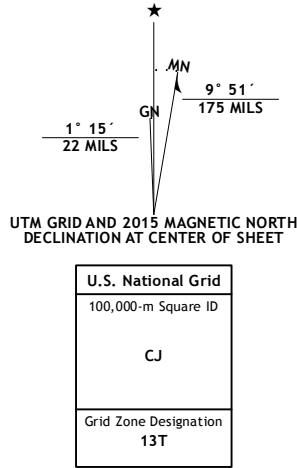 ★
MN
GN
9° 51´
175 MILS
1° 15´
22 MILS
UTM GRID AND 2015 MAGNETIC NORTH
DECLINATION AT CENTER OF SHEET
U.S. National Grid
100,000-m Square ID
CJ
Grid Zone Designation
13T